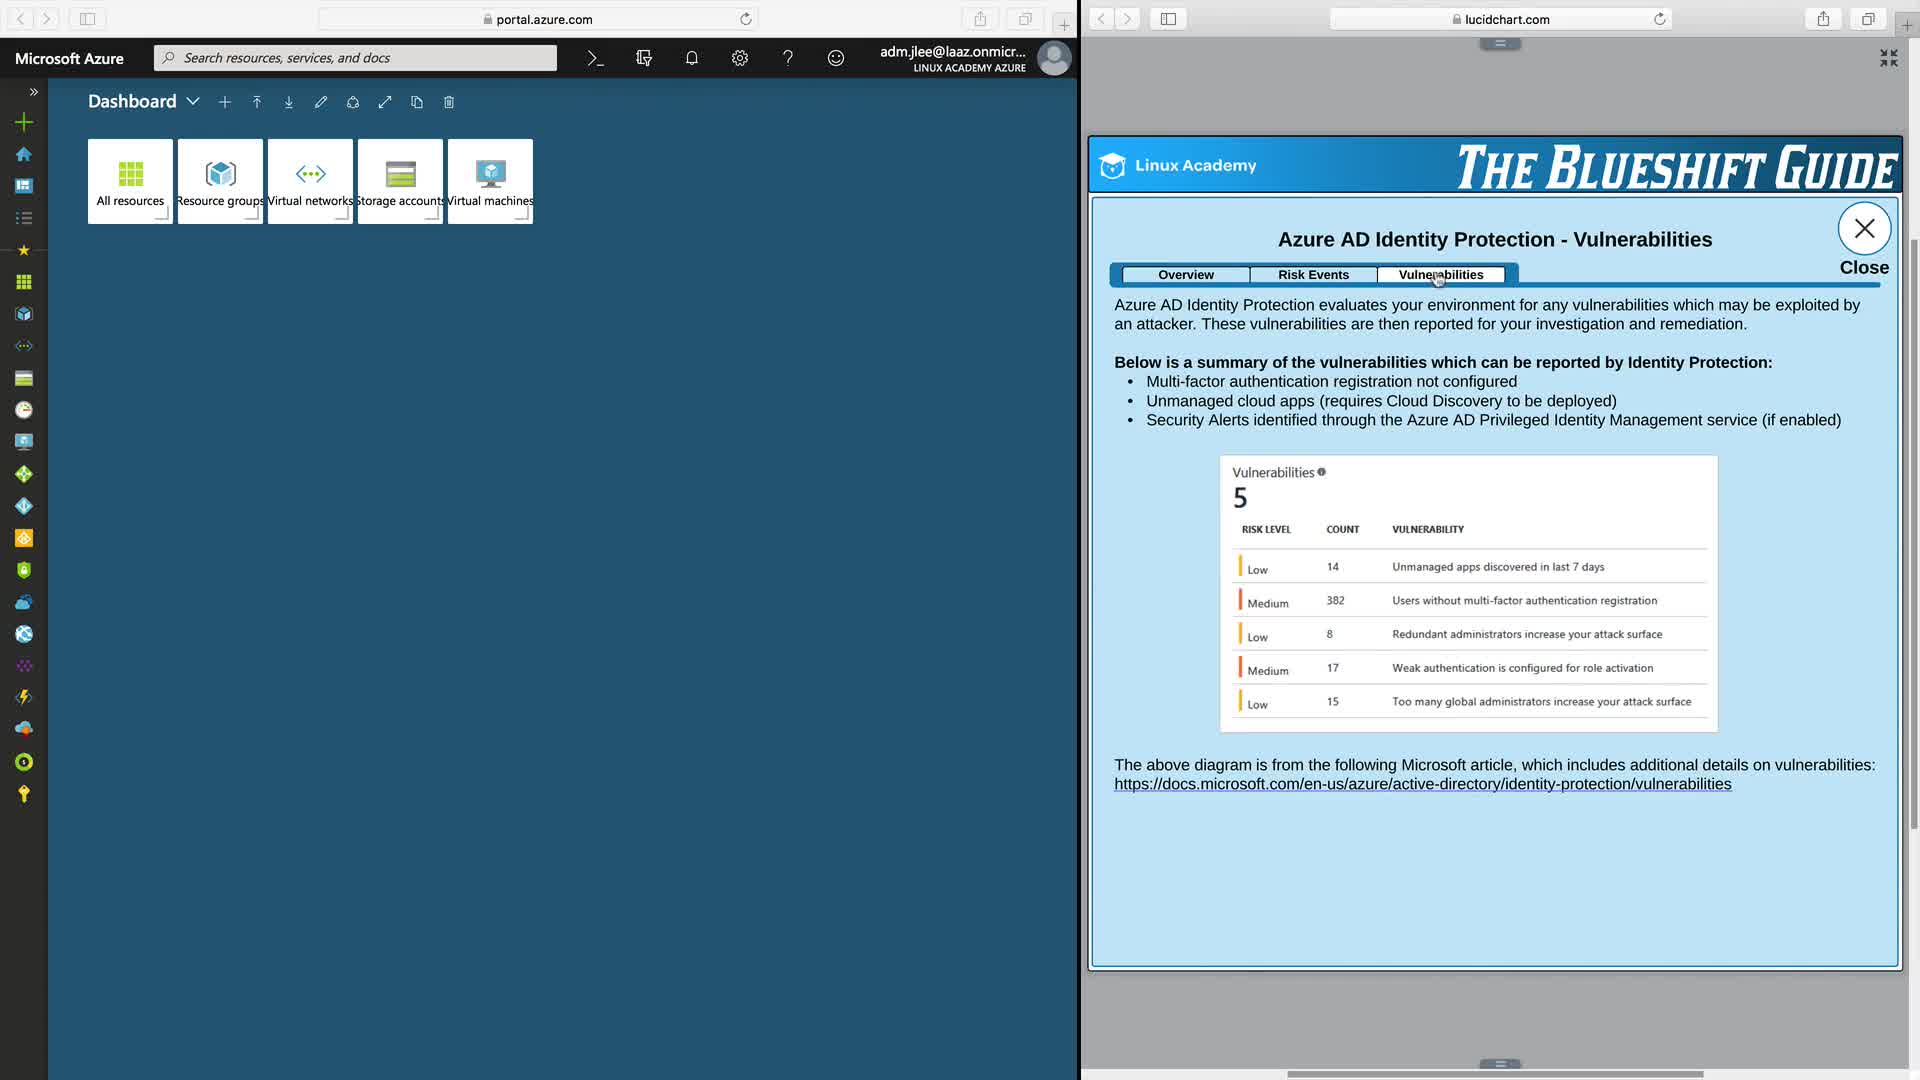 portal.azure.com
Microsoft Azure
Search resources, services, and docs
adm.jlee@laaz.onmicr...
LINUX ACADEMY AZURE
Dashboard
All resources
Resource groups
Virtual networks
Storage accounts
Virtual machines
lucidchart.com
Linux Academy
THE BLUESHIFT GUIDE
Azure AD Identity Protection - Vulnerabilities
Close
Overview
Risk Events
Vulnerabilities
Azure AD Identity Protection evaluates your environment for any vulnerabilities which may be exploited by
an attacker. These vulnerabilities are then reported for your investigation and remediation.
Below is a summary of the vulnerabilities which can be reported by Identity Protection:
• Multi-factor authentication registration not configured
• Unmanaged cloud apps (requires Cloud Discovery to be deployed)
• Security Alerts identified through the Azure AD Privileged Identity Management service (if enabled)
Vulnerabilities
5
RISK LEVEL COUNT VULNERABILITY
Low 14 Unmanaged apps discovered in last 7 days
Medium 382 Users without multi-factor authentication registration
Low 8 Redundant administrators increase your attack surface
Medium 17 Weak authentication is configured for role activation
Low 15 Too many global administrators increase your attack surface
The above diagram is from the following Microsoft article, which includes additional details on vulnerabilities:
https://docs.microsoft.com/en-us/azure/active-directory/identity-protection/vulnerabilities